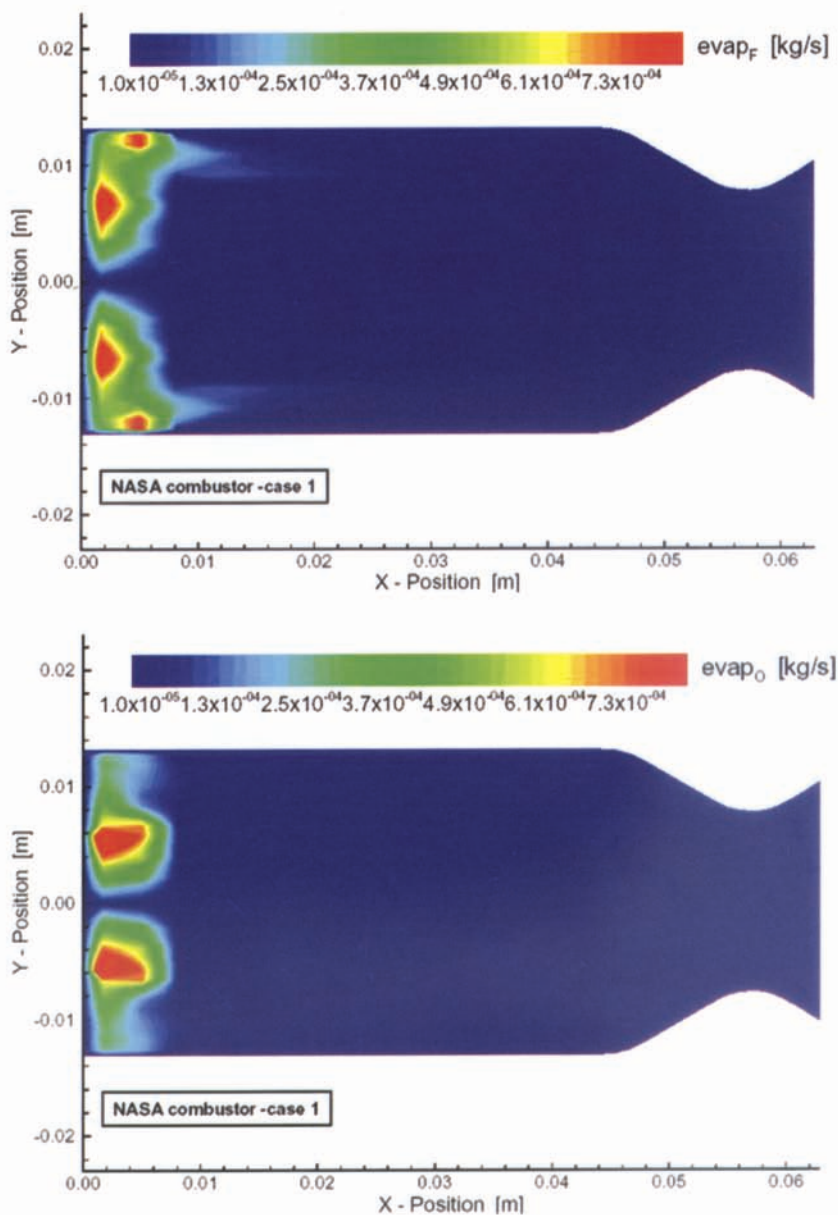 0.02
evap_F [kg/s]
1.0x10^-05 1.3x10^-04 2.5x10^-04 3.7x10^-04 4.9x10^-04 6.1x10^-04 7.3x10^-04
0.01
Y - Position [m]
0.00
-0.01
NASA combustor -case 1
-0.02
0.00 0.01 0.02 0.03 0.04 0.05 0.06
X - Position [m]
0.02
evap_O [kg/s]
1.0x10^-05 1.3x10^-04 2.5x10^-04 3.7x10^-04 4.9x10^-04 6.1x10^-04 7.3x10^-04
0.01
Y - Position [m]
0.00
-0.01
NASA combustor -case 1
-0.02
0.00 0.01 0.02 0.03 0.04 0.05 0.06
X - Position [m]